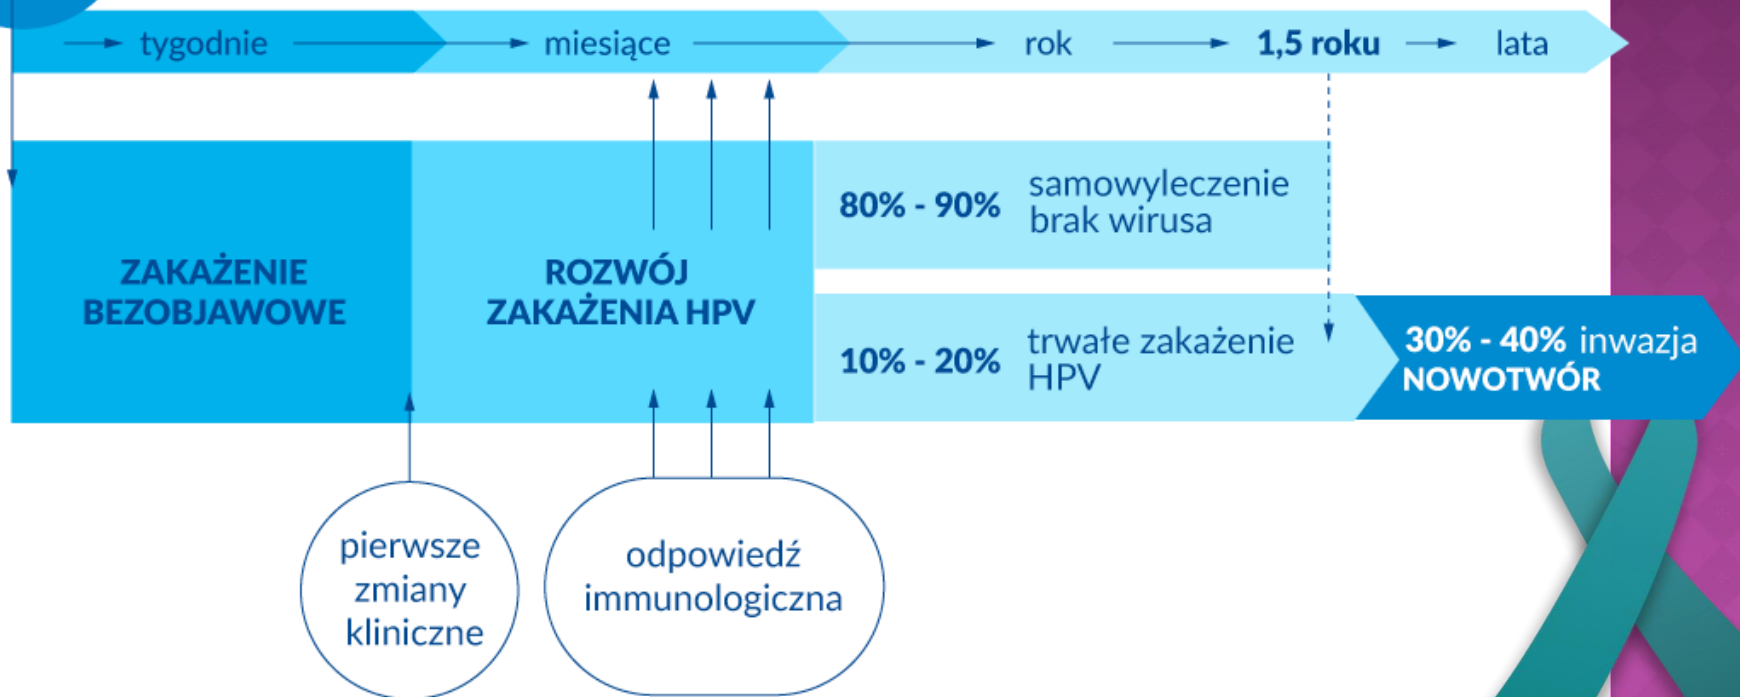 tygodnie miesiące rok 1,5 roku lata
ZAKAŻENIE
BEZOBJAWOWE
ROZWÓJ
ZAKAŻENIA HPV
80% - 90% samowyleczenie
brak wirusa
10% - 20% trwałe zakażenie
HPV
30% - 40% inwazja
NOWOTWÓR
pierwsze
zmiany
kliniczne
odpowiedź
immunologiczna